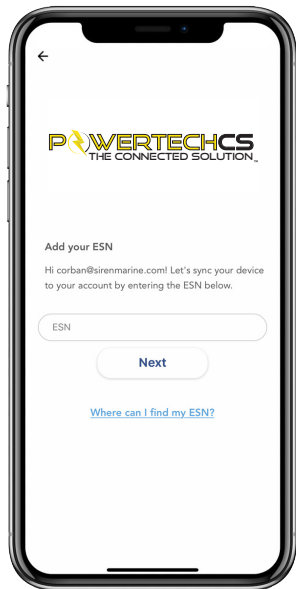 POWERTECHCS
THE CONNECTED SOLUTION™
Add your ESN
Hi corban@sirenmarine.com! Let's sync your device
to your account by entering the ESN below.
ESN
Next
Where can I find my ESN?